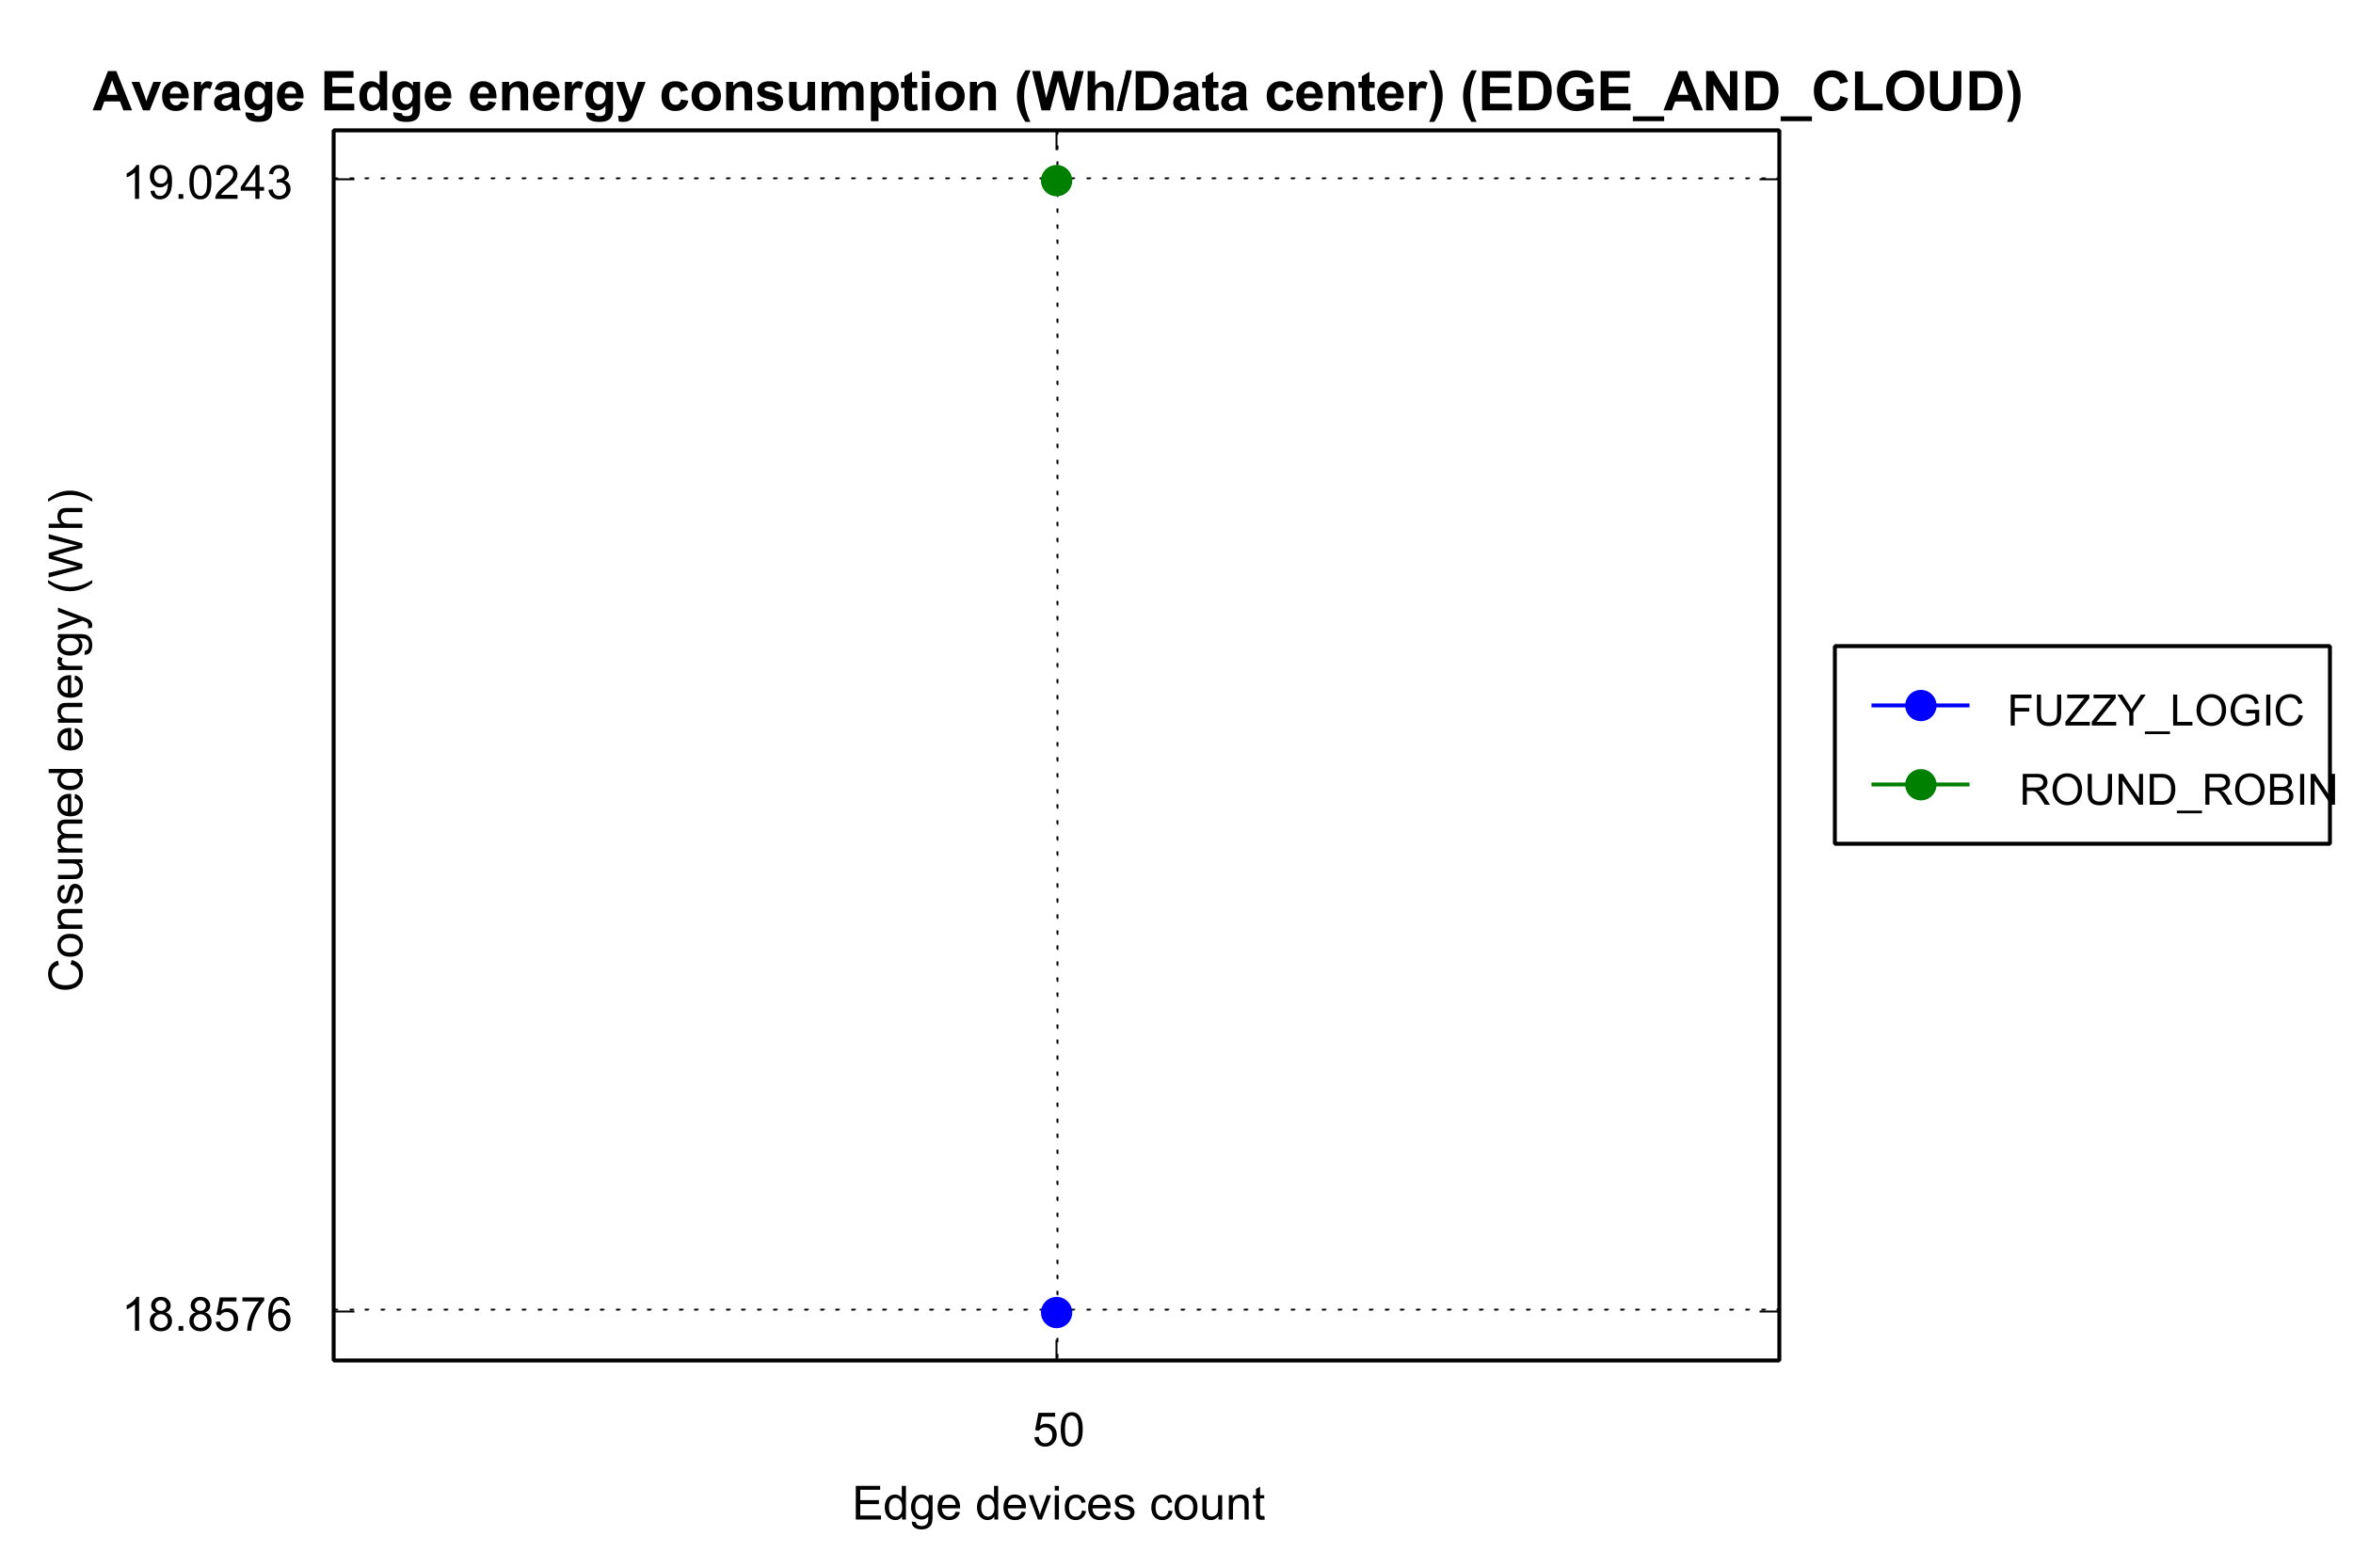 Average Edge energy consumption (Wh/Data center) (EDGE_AND_CLOUD)
19.0243
Consumed energy (Wh)
FUZZY_LOGIC
ROUND_ROBIN
18.8576
50
Edge devices count